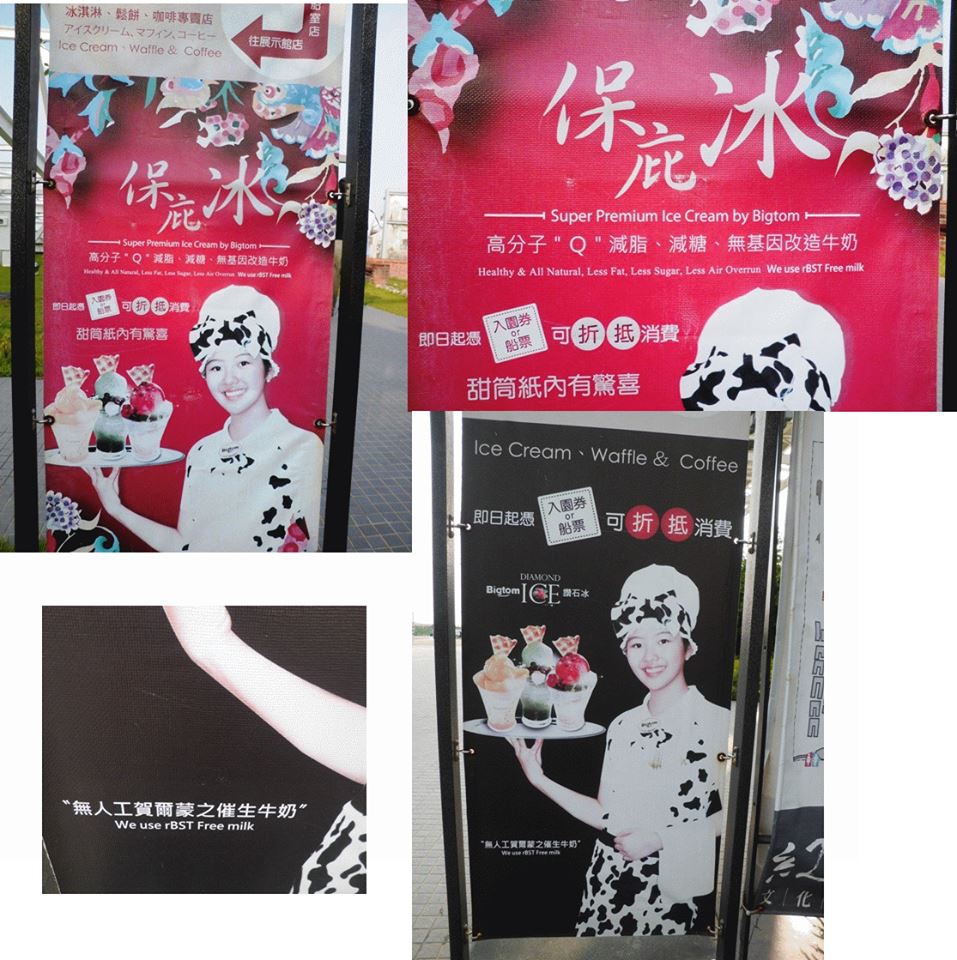 冰淇淋、鬆餅、咖啡專賣店
アイスクリーム、マフィン、コーヒー
Ice Cream、Waffle & Coffee
往展示館店
船室店
保庇冰
Super Premium Ice Cream by Bigtom
高分子"Q"減脂、減糖、無基因改造牛奶
Healthy & All Natural, Less Fat, Less Sugar, Less Air Overrun We use rBST Free milk
即日起憑 入園券 or 船票 可折抵消費
甜筒紙內有驚喜
Bigtom
保庇冰
Super Premium Ice Cream by Bigtom
高分子"Q"減脂、減糖、無基因改造牛奶
Healthy & All Natural, Less Fat, Less Sugar, Less Air Overrun We use rBST Free milk
即日起憑 入園券 or 船票 可折抵消費
甜筒紙內有驚喜
Ice Cream、Waffle & Coffee
即日起憑 入園券 or 船票 可折抵消費
DIAMOND
Bigtom ICE 鑽石冰
Bigtom
"無人工賀爾蒙之催生牛奶"
We use rBST Free milk
文|化
"無人工賀爾蒙之催生牛奶"
We use rBST Free milk